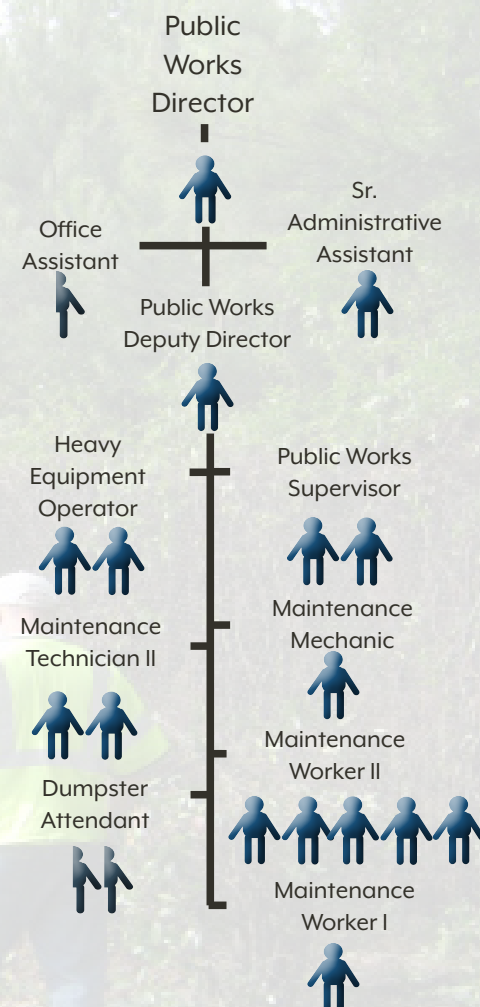 Public
Works
Director
Office
Assistant
Sr.
Administrative
Assistant
Public Works
Deputy Director
Heavy
Equipment
Operator
Public Works
Supervisor
Maintenance
Technician II
Maintenance
Mechanic
Maintenance
Worker II
Dumpster
Attendant
Maintenance
Worker I